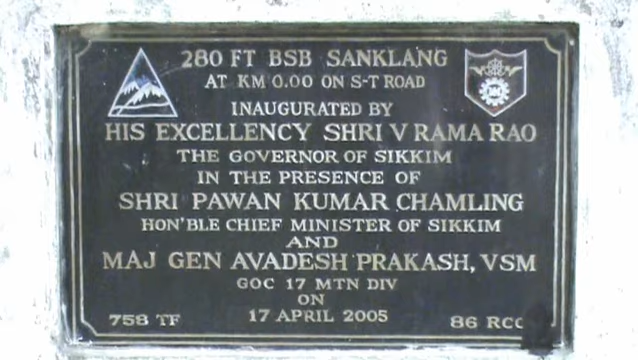 280 FT BSB SANKLANG
AT KM 0.00 ON S-T ROAD
INAUGURATED BY
HIS EXCELLENCY SHRI V RAMA RAO
THE GOVERNOR OF SIKKIM
IN THE PRESENCE OF
SHRI PAWAN KUMAR CHAMLING
HON'BLE CHIEF MINISTER OF SIKKIM
AND
MAJ GEN AVADESH PRAKASH, VSM
GOC 17 MTN DIV
ON
17 APRIL 2005
758 TF
86 RCC